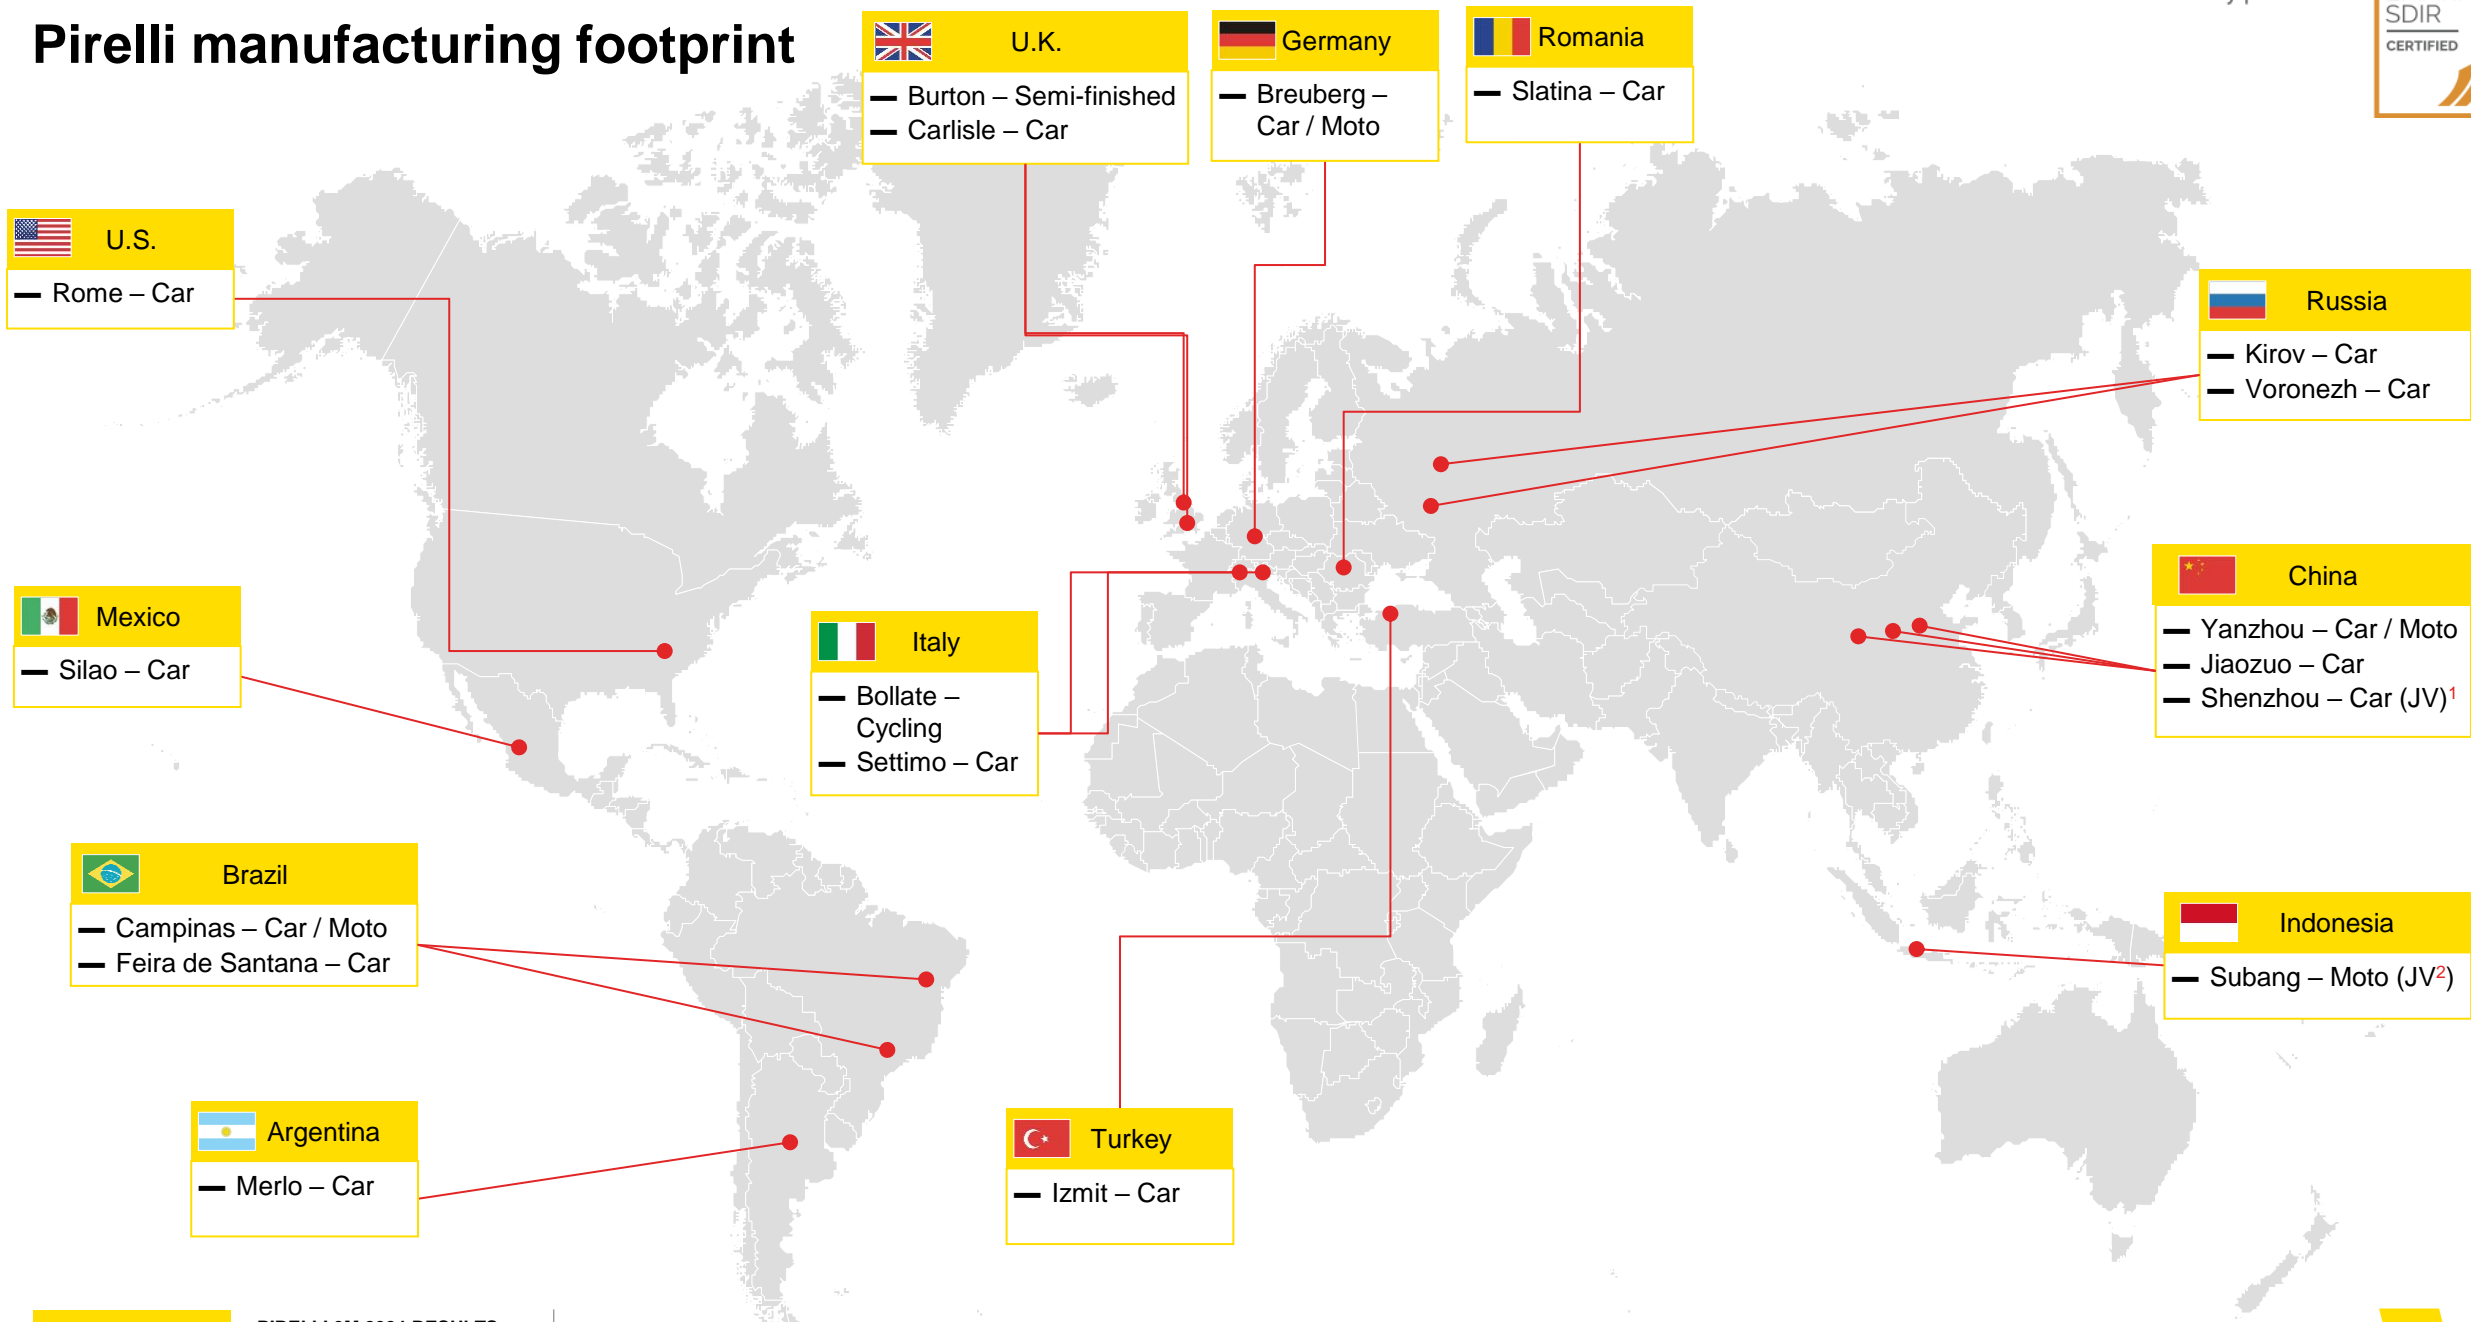 Pirelli manufacturing footprint
SDIR
CERTIFIED
U.K.
— Burton – Semi-finished
— Carlisle – Car
Germany
— Breuberg –
Car / Moto
Romania
— Slatina – Car
U.S.
— Rome – Car
Russia
— Kirov – Car
— Voronezh – Car
Mexico
— Silao – Car
Italy
— Bollate –
Cycling
— Settimo – Car
China
— Yanzhou – Car / Moto
— Jiaozuo – Car
— Shenzhou – Car (JV)1
Brazil
— Campinas – Car / Moto
— Feira de Santana – Car
Indonesia
— Subang – Moto (JV2)
Argentina
— Merlo – Car
Turkey
— Izmit – Car